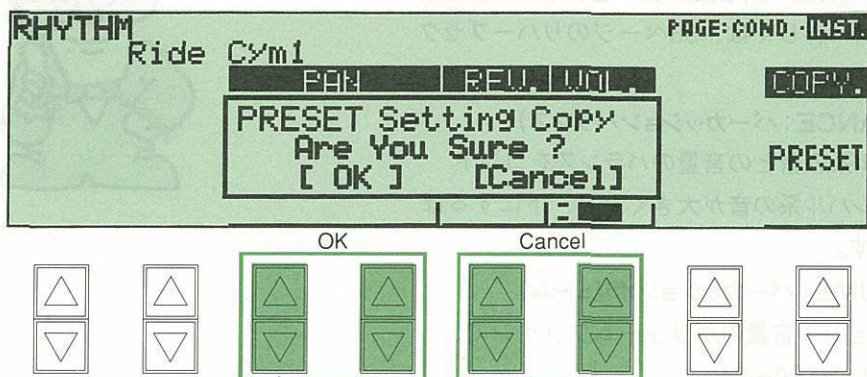 RHYTHM PAGE: COND.-INST.
Ride Cym1
PAN REV. VOL. COPY.
PRESET Setting Copy
Are You Sure ?
[ OK ] [Cancel]
PRESET
OK Cancel